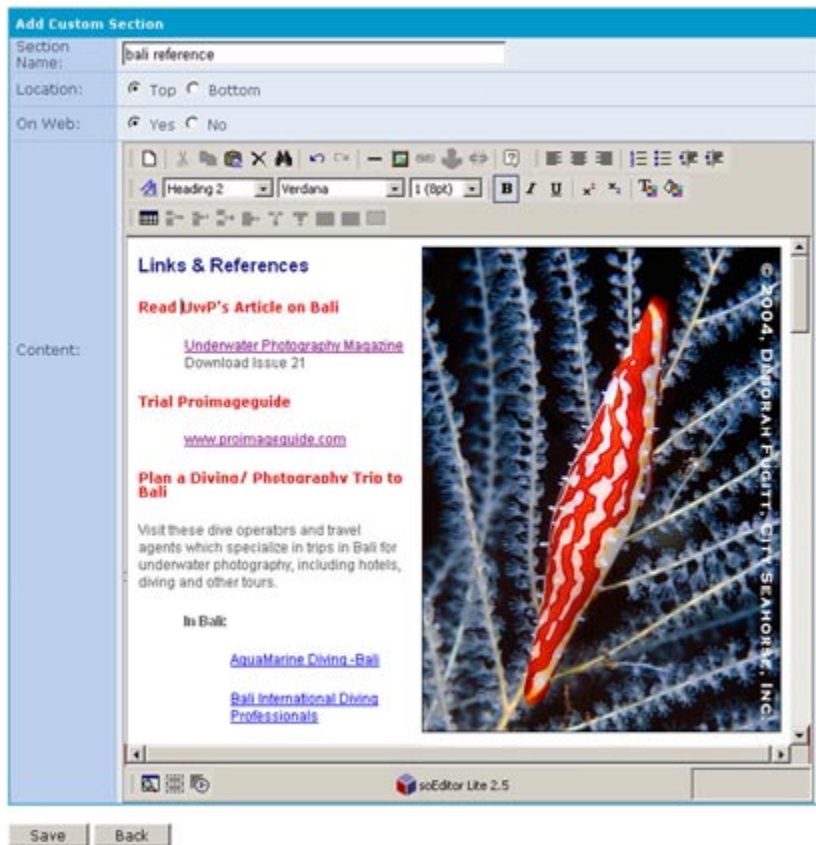 Add Custom Section
Section
Name:
bali reference
Location:
Top
Bottom
On Web:
Yes
No
Heading 2
Verdana
1 (8pt)
B
I
U
x²
x₂
Content:
Links & References
Read UwP's Article on Bali
Underwater Photography Magazine
Download Issue 21
Trial Proimageguide
www.proimageguide.com
Plan a Diving/ Photography Trip to
Bali
Visit these dive operators and travel
agents which specialize in trips in Bali for
underwater photography, including hotels,
diving and other tours.
In Bali:
AquaMarine Diving -Bali
Bali International Diving
Professionals
© 2004, Deborah Fugitt, City Seahorse, Inc.
soEditor Lite 2.5
Save
Back